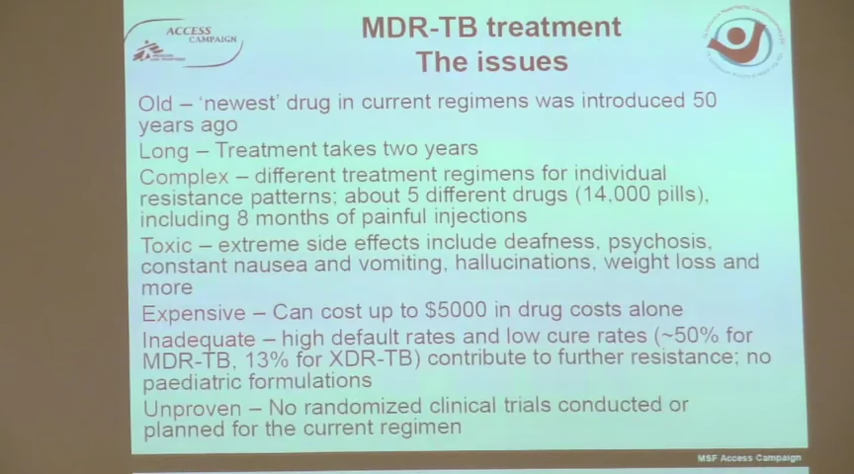 ACCESS
CAMPAIGN
MDR-TB treatment
The issues
Old – 'newest' drug in current regimens was introduced 50
years ago
Long – Treatment takes two years
Complex – different treatment regimens for individual
resistance patterns; about 5 different drugs (14,000 pills),
including 8 months of painful injections
Toxic – extreme side effects include deafness, psychosis,
constant nausea and vomiting, hallucinations, weight loss and
more
Expensive – Can cost up to $5000 in drug costs alone
Inadequate – high default rates and low cure rates (~50% for
MDR-TB, 13% for XDR-TB) contribute to further resistance; no
paediatric formulations
Unproven – No randomized clinical trials conducted or
planned for the current regimen
MSF Access Campaign